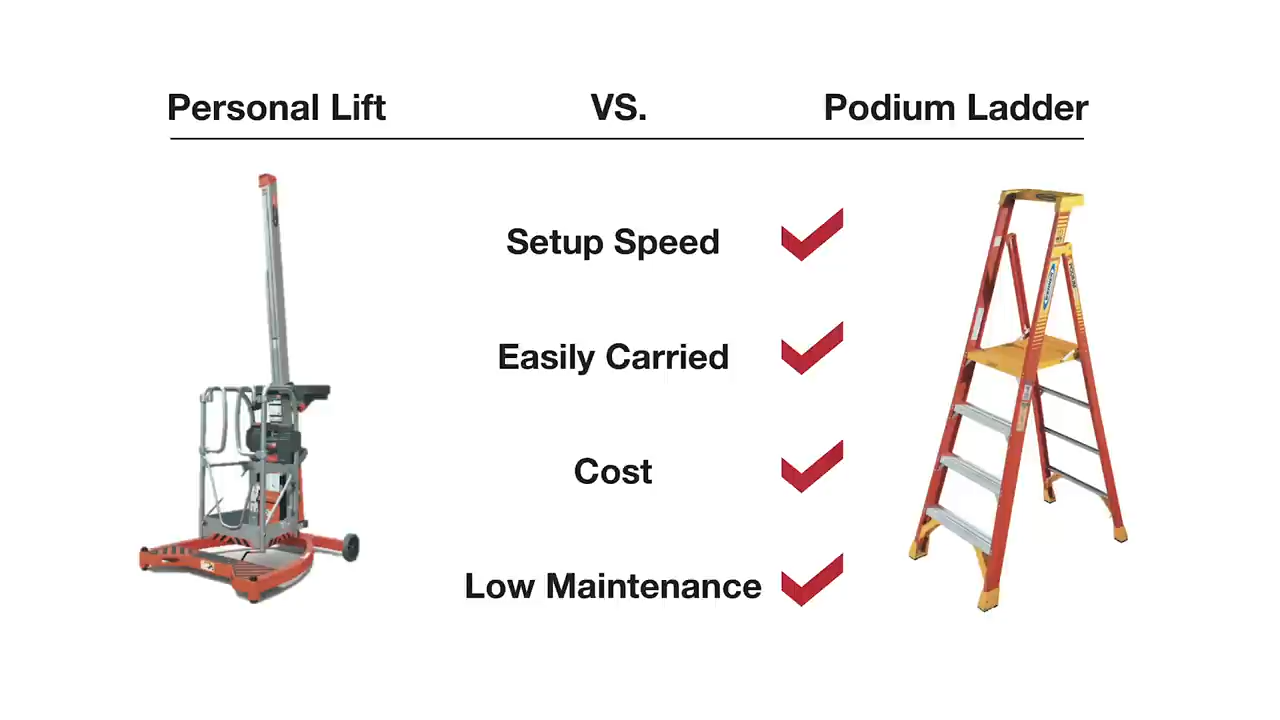 Personal Lift VS. Podium Ladder
Setup Speed
Easily Carried
Cost
Low Maintenance